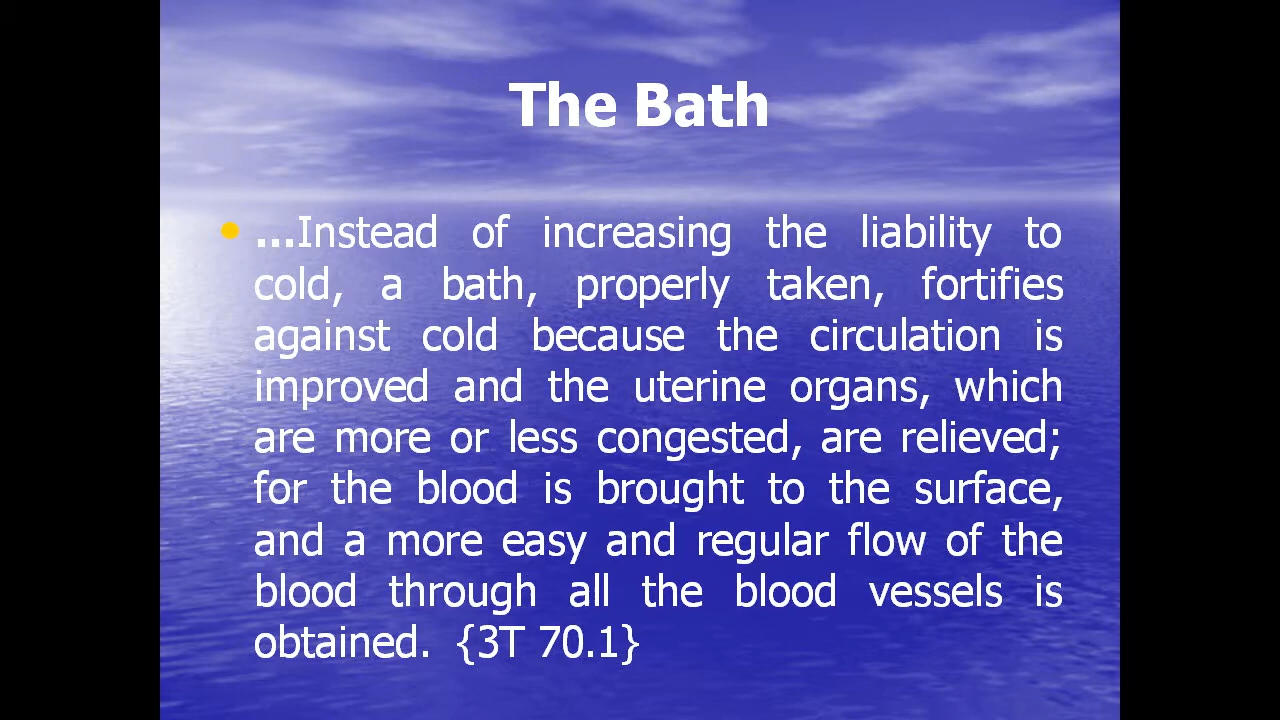 The Bath
• ...Instead of increasing the liability to
cold, a bath, properly taken, fortifies
against cold because the circulation is
improved and the uterine organs, which
are more or less congested, are relieved;
for the blood is brought to the surface,
and a more easy and regular flow of the
blood through all the blood vessels is
obtained. {3T 70.1}